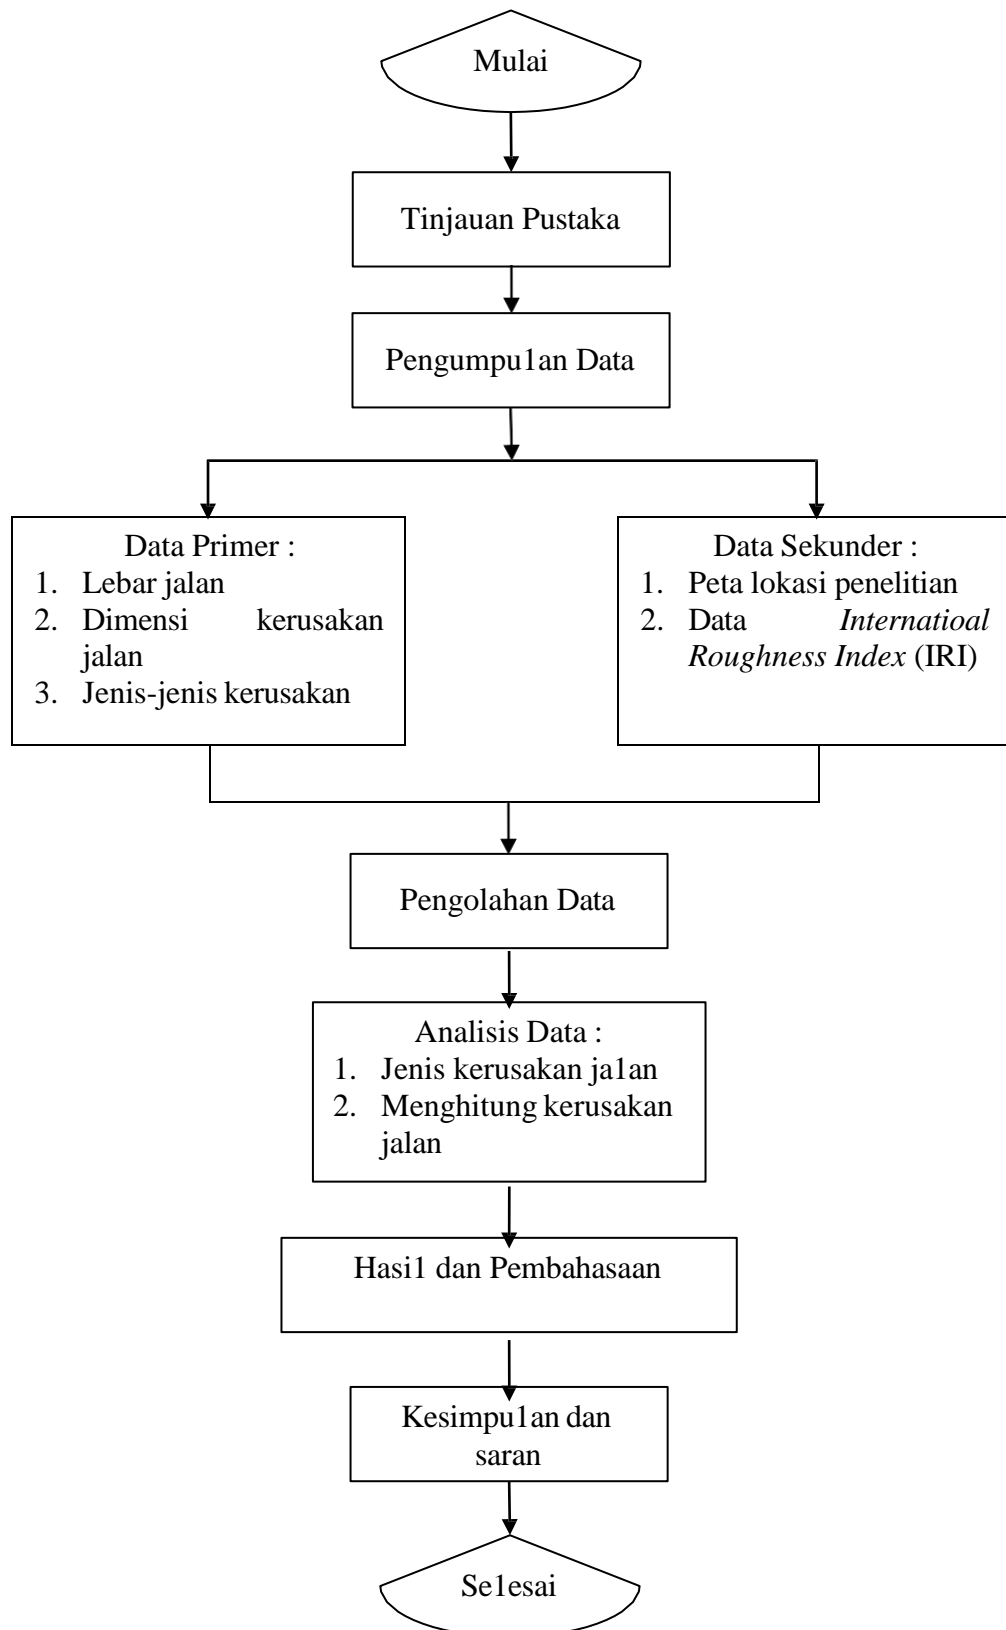 Mulai
Tinjauan Pustaka
Pengumpu1an Data
Data Primer :
1. Lebar jalan
2. Dimensi kerusakan
jalan
3. Jenis-jenis kerusakan
Data Sekunder :
1. Peta lokasi penelitian
2. Data Internatioal
Roughness Index (IRI)
Pengolahan Data
Analisis Data :
1. Jenis kerusakan ja1an
2. Menghitung kerusakan
jalan
Hasi1 dan Pembahasaan
Kesimpu1an dan
saran
Se1esai